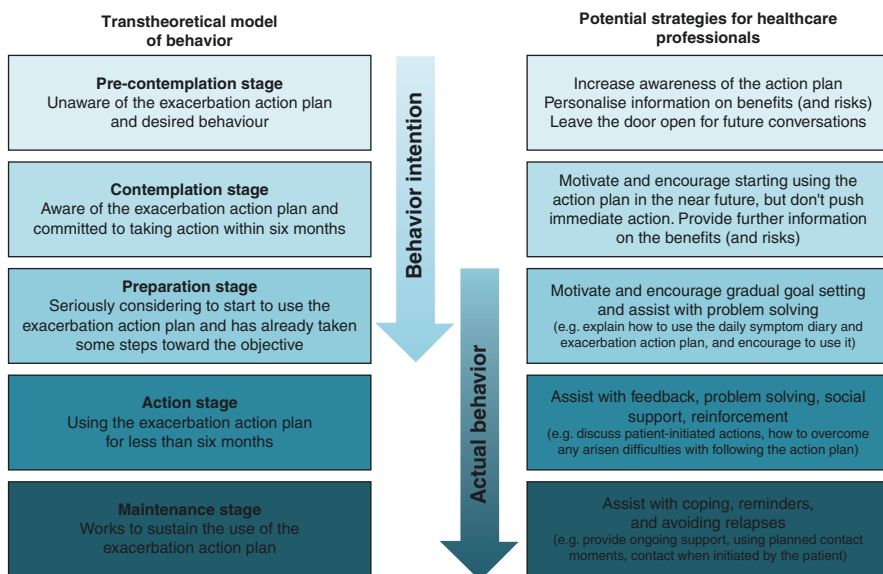 Transtheoretical model
of behavior
Pre-contemplation stage
Unaware of the exacerbation action plan
and desired behaviour
Contemplation stage
Aware of the exacerbation action plan and
committed to taking action within six months
Preparation stage
Seriously considering to start to use the
exacerbation action plan and has already taken
some steps toward the objective
Action stage
Using the exacerbation action plan
for less than six months
Maintenance stage
Works to sustain the use of the
exacerbation action plan
Behavior intention
Actual behavior
Potential strategies for healthcare
professionals
Increase awareness of the action plan
Personalise information on benefits (and risks)
Leave the door open for future conversations
Motivate and encourage starting using the
action plan in the near future, but don't push
immediate action. Provide further information
on the benefits (and risks)
Motivate and encourage gradual goal setting
and assist with problem solving
(e.g. explain how to use the daily symptom diary and
exacerbation action plan, and encourage to use it)
Assist with feedback, problem solving, social
support, reinforcement
(e.g. discuss patient-initiated actions, how to overcome
any arisen difficulties with following the action plan)
Assist with coping, reminders,
and avoiding relapses
(e.g. provide ongoing support, using planned contact
moments, contact when initiated by the patient)